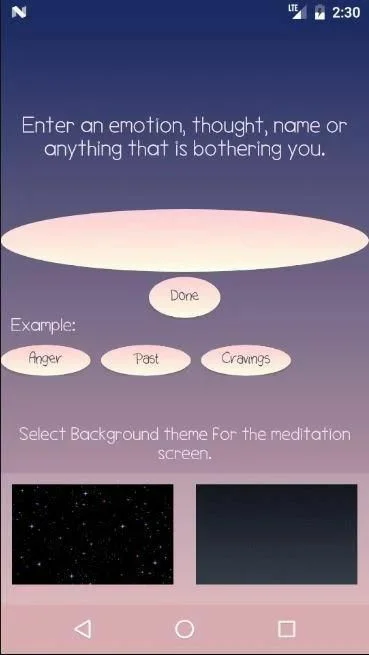 LTE 2:30
Enter an emotion, thought, name or
anything that is bothering you.
Done
Example:
Anger Past Cravings
Select Background theme for the meditation
screen.